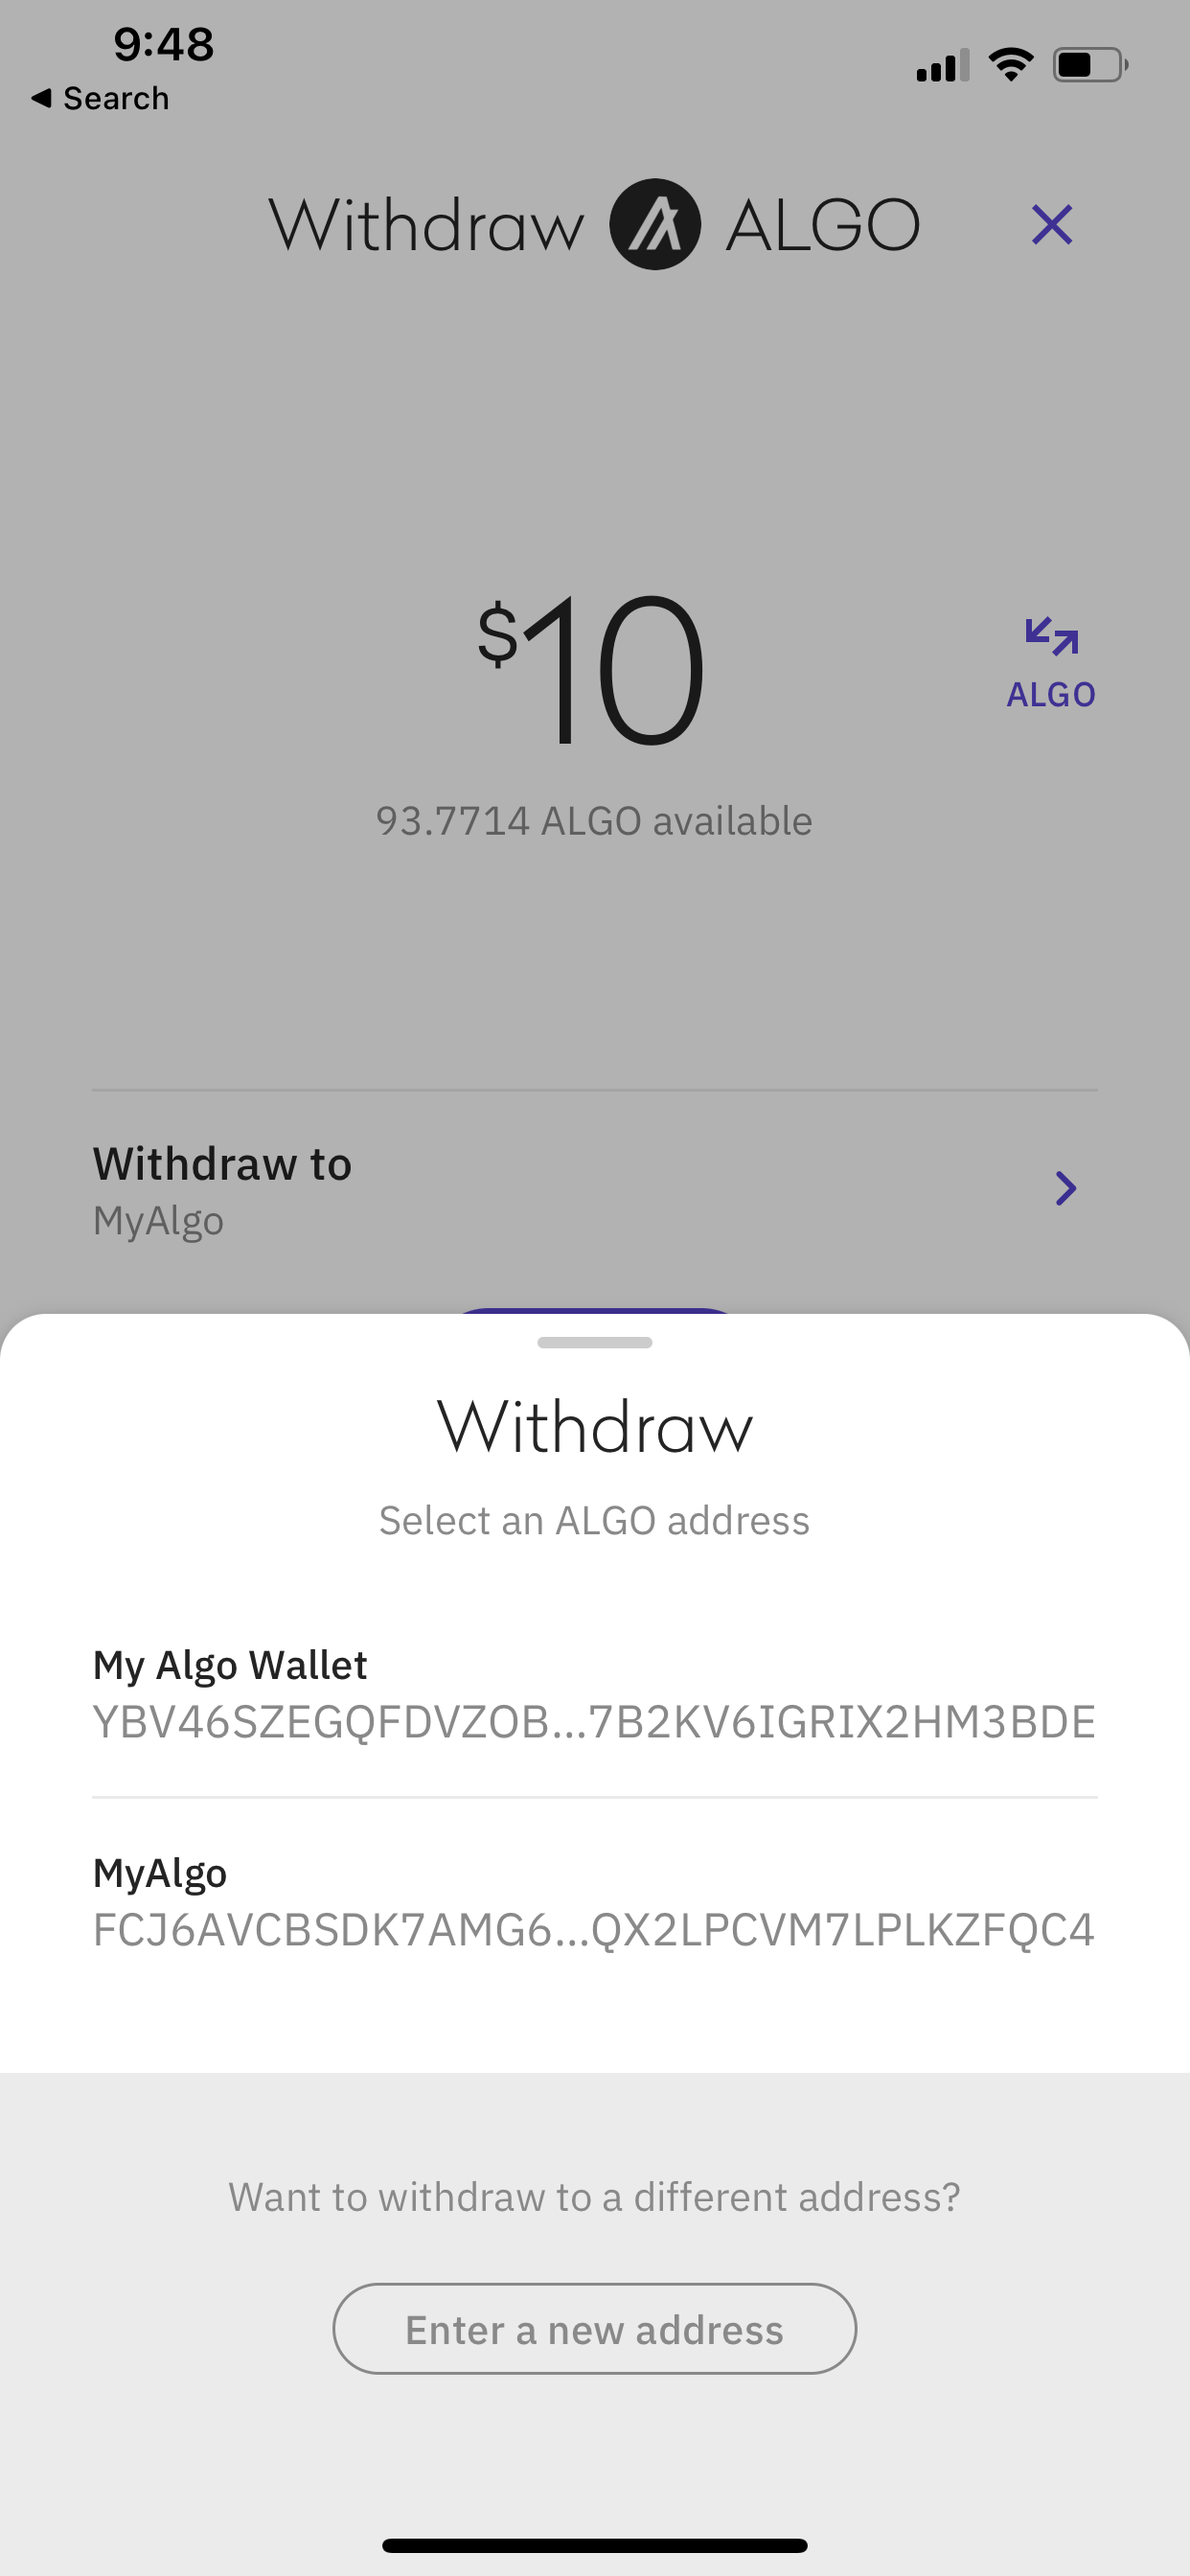 9:48
Search
Withdraw ALGO
$10
ALGO
93.7714 ALGO available
Withdraw to
MyAlgo
Withdraw
Select an ALGO address
My Algo Wallet
YBV46SZEGQFDVZOB...7B2KV6IGRIX2HM3BDE
MyAlgo
FCJ6AVCBSDK7AMG6...QX2LPCVM7LPLKZFQC4
Want to withdraw to a different address?
Enter a new address